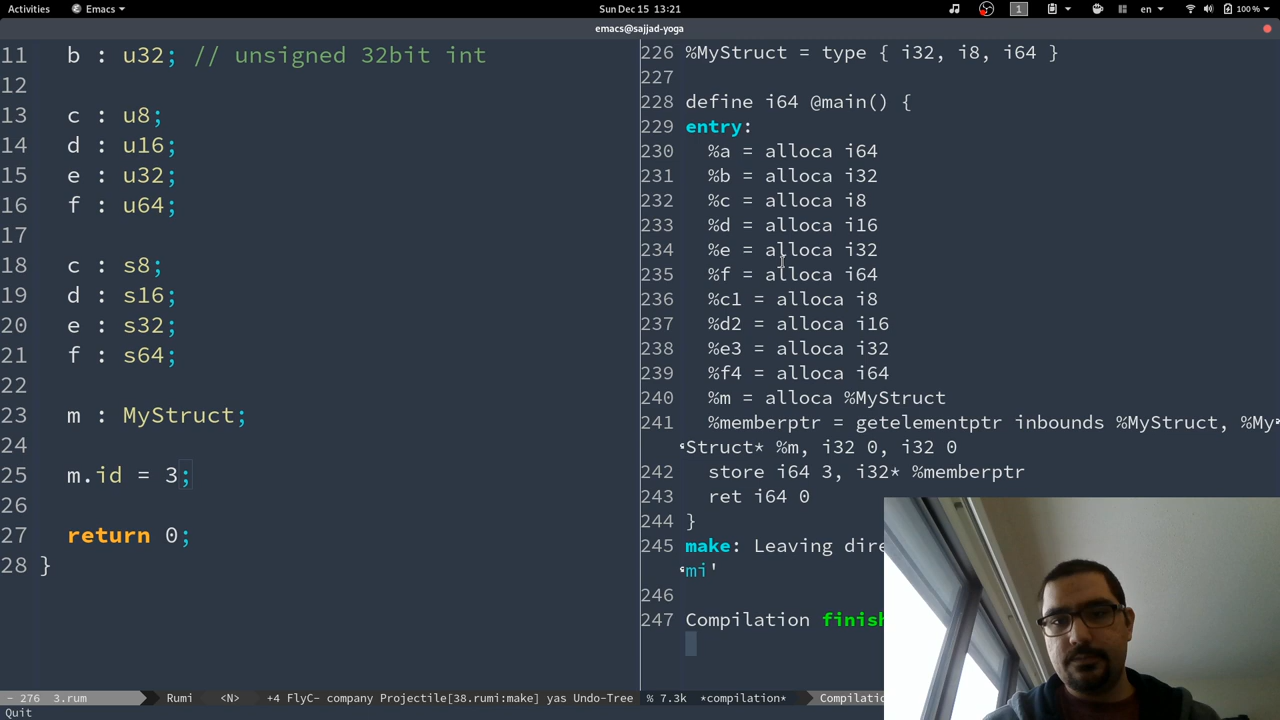 Activities Emacs Sun Dec 15 13:21 1 en 100 %
emacs@sajjad-yoga
11 b : u32; // unsigned 32bit int
12
13 c : u8;
14 d : u16;
15 e : u32;
16 f : u64;
17
18 c : s8;
19 d : s16;
20 e : s32;
21 f : s64;
22
23 m : MyStruct;
24
25 m.id = 3;
26
27 return 0;
28 }
226 %MyStruct = type { i32, i8, i64 }
227
228 define i64 @main() {
229 entry:
230 %a = alloca i64
231 %b = alloca i32
232 %c = alloca i8
233 %d = alloca i16
234 %e = alloca i32
235 %f = alloca i64
236 %c1 = alloca i8
237 %d2 = alloca i16
238 %e3 = alloca i32
239 %f4 = alloca i64
240 %m = alloca %MyStruct
241 %memberptr = getelementptr inbounds %MyStruct, %My
Struct* %m, i32 0, i32 0
242 store i64 3, i32* %memberptr
243 ret i64 0
244 }
245 make: Leaving dire
mi'
246
247 Compilation finish
- 276 3.rum Rumi <N> +4 FlyC- company Projectile[38.rumi:make] yas Undo-Tree
% 7.3k *compilation* Compilatio
Quit